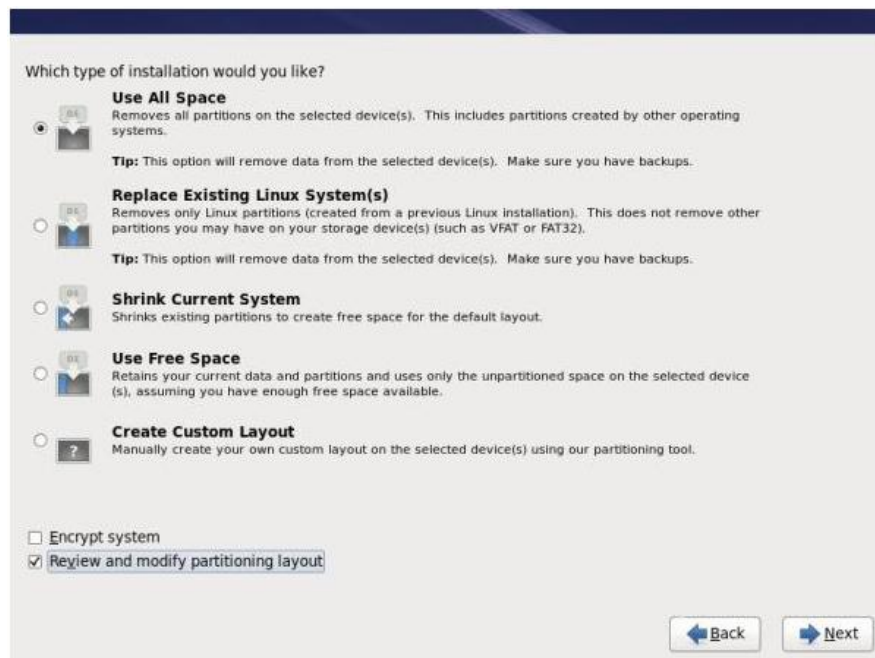 Which type of installation would you like?
Use All Space
Removes all partitions on the selected device(s). This includes partitions created by other operating
systems.
Tip: This option will remove data from the selected device(s). Make sure you have backups.
Replace Existing Linux System(s)
Removes only Linux partitions (created from a previous Linux installation). This does not remove other
partitions you may have on your storage device(s) (such as VFAT or FAT32).
Tip: This option will remove data from the selected device(s). Make sure you have backups.
Shrink Current System
Shrinks existing partitions to create free space for the default layout.
Use Free Space
Retains your current data and partitions and uses only the unpartitioned space on the selected device
(s), assuming you have enough free space available.
Create Custom Layout
Manually create your own custom layout on the selected device(s) using our partitioning tool.
Encrypt system
Review and modify partitioning layout
Back
Next